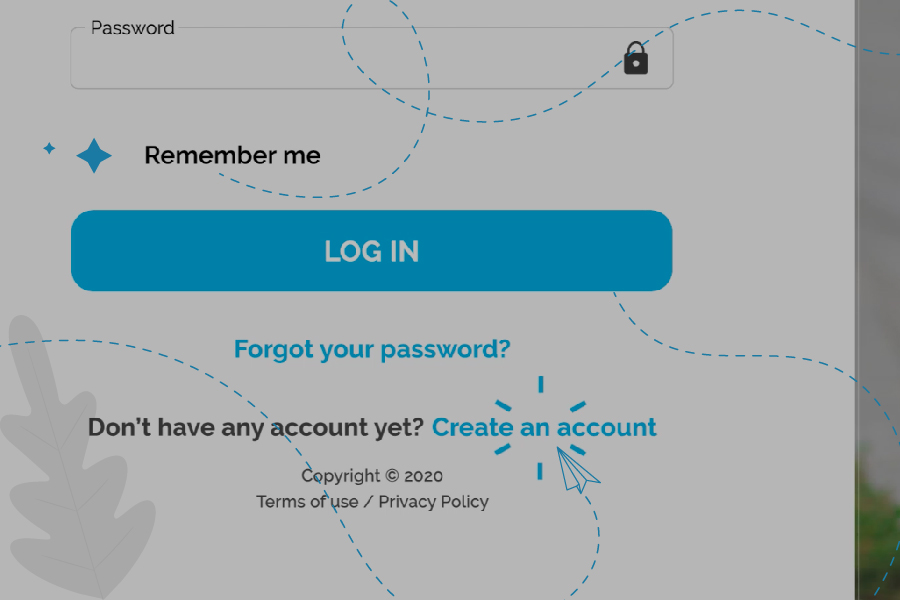 Password
Remember me
LOG IN
Forgot your password?
Don’t have any account yet? Create an account
Copyright © 2020
Terms of use / Privacy Policy